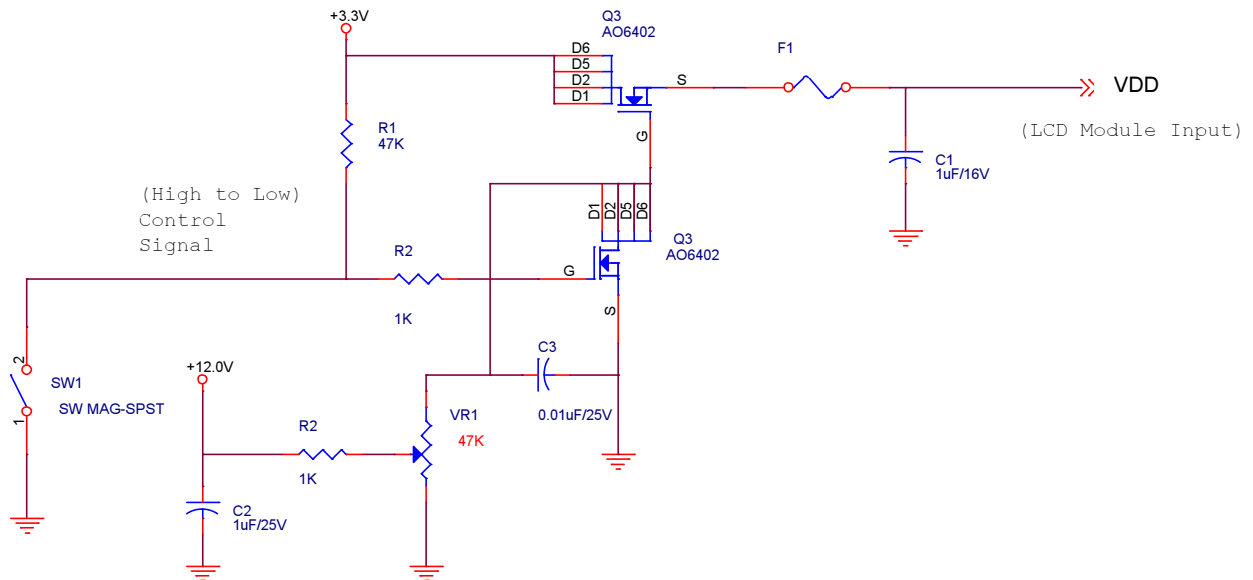 +3.3V
Q3
AO6402
D6
D5
D2
D1
S
G
F1
VDD
(LCD Module Input)
R1
47K
C1
1uF/16V
(High to Low)
Control
Signal
D1
D2
D5
D6
R2
1K
G
Q3
AO6402
S
2
1
SW1
SW MAG-SPST
+12.0V
C3
0.01uF/25V
R2
1K
VR1
47K
C2
1uF/25V